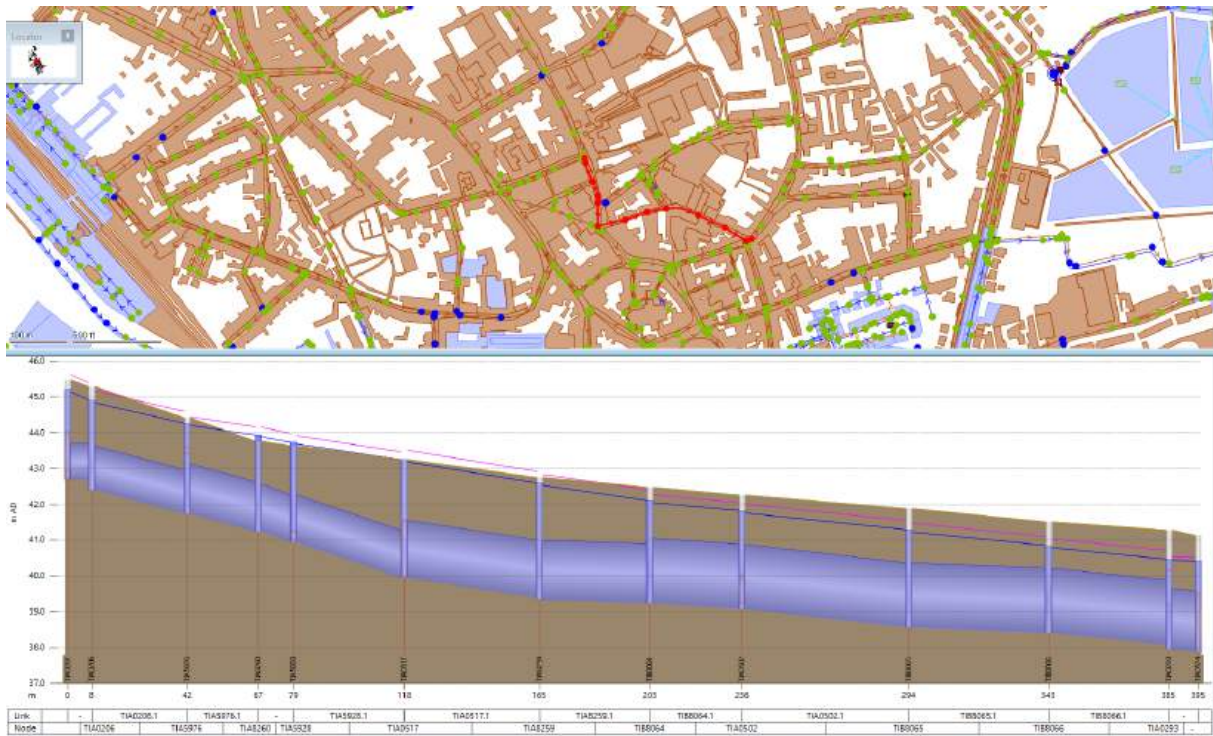 Locator
100 m
500 ft
46.0
45.0
44.0
43.0
42.0
41.0
40.0
39.0
38.0
37.0
m AD
m 0 8 42 67 79 118 165 203 236 294 343 385 395
Link - TIA0206.1 TIA5976.1 - TIA5928.1 TIA0517.1 TIA8259.1 TIB8064.1 TIA0502.1 TIB8065.1 TIB8066.1 -
Node TIA0206 TIA5976 TIA8260 TIA5928 TIA0517 TIA8259 TIB8064 TIA0502 TIB8065 TIB8066 TIA0293 -